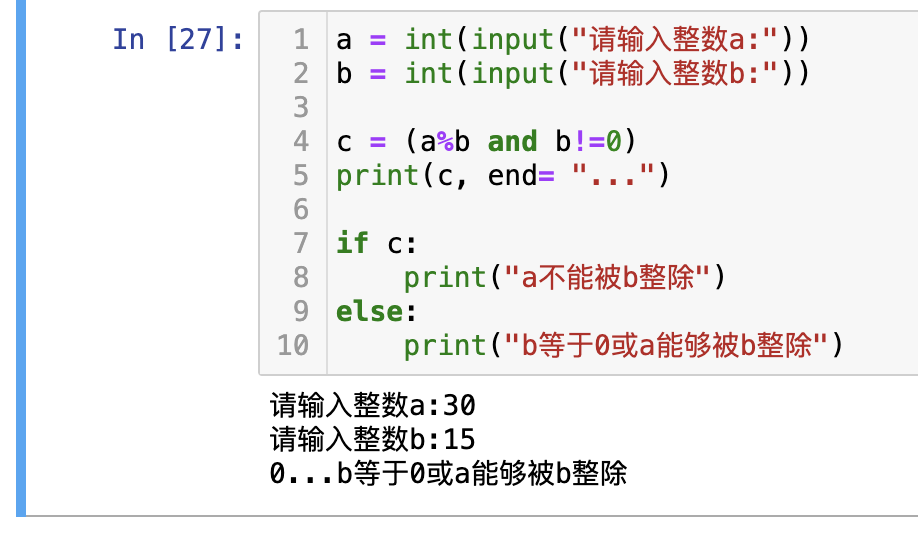 In [27]:
1 a = int(input("请输入整数a:"))
2 b = int(input("请输入整数b:"))
3
4 c = (a%b and b!=0)
5 print(c, end= "...")
6
7 if c:
8     print("a不能被b整除")
9 else:
10     print("b等于0或a能够被b整除")
请输入整数a:30
请输入整数b:15
0...b等于0或a能够被b整除